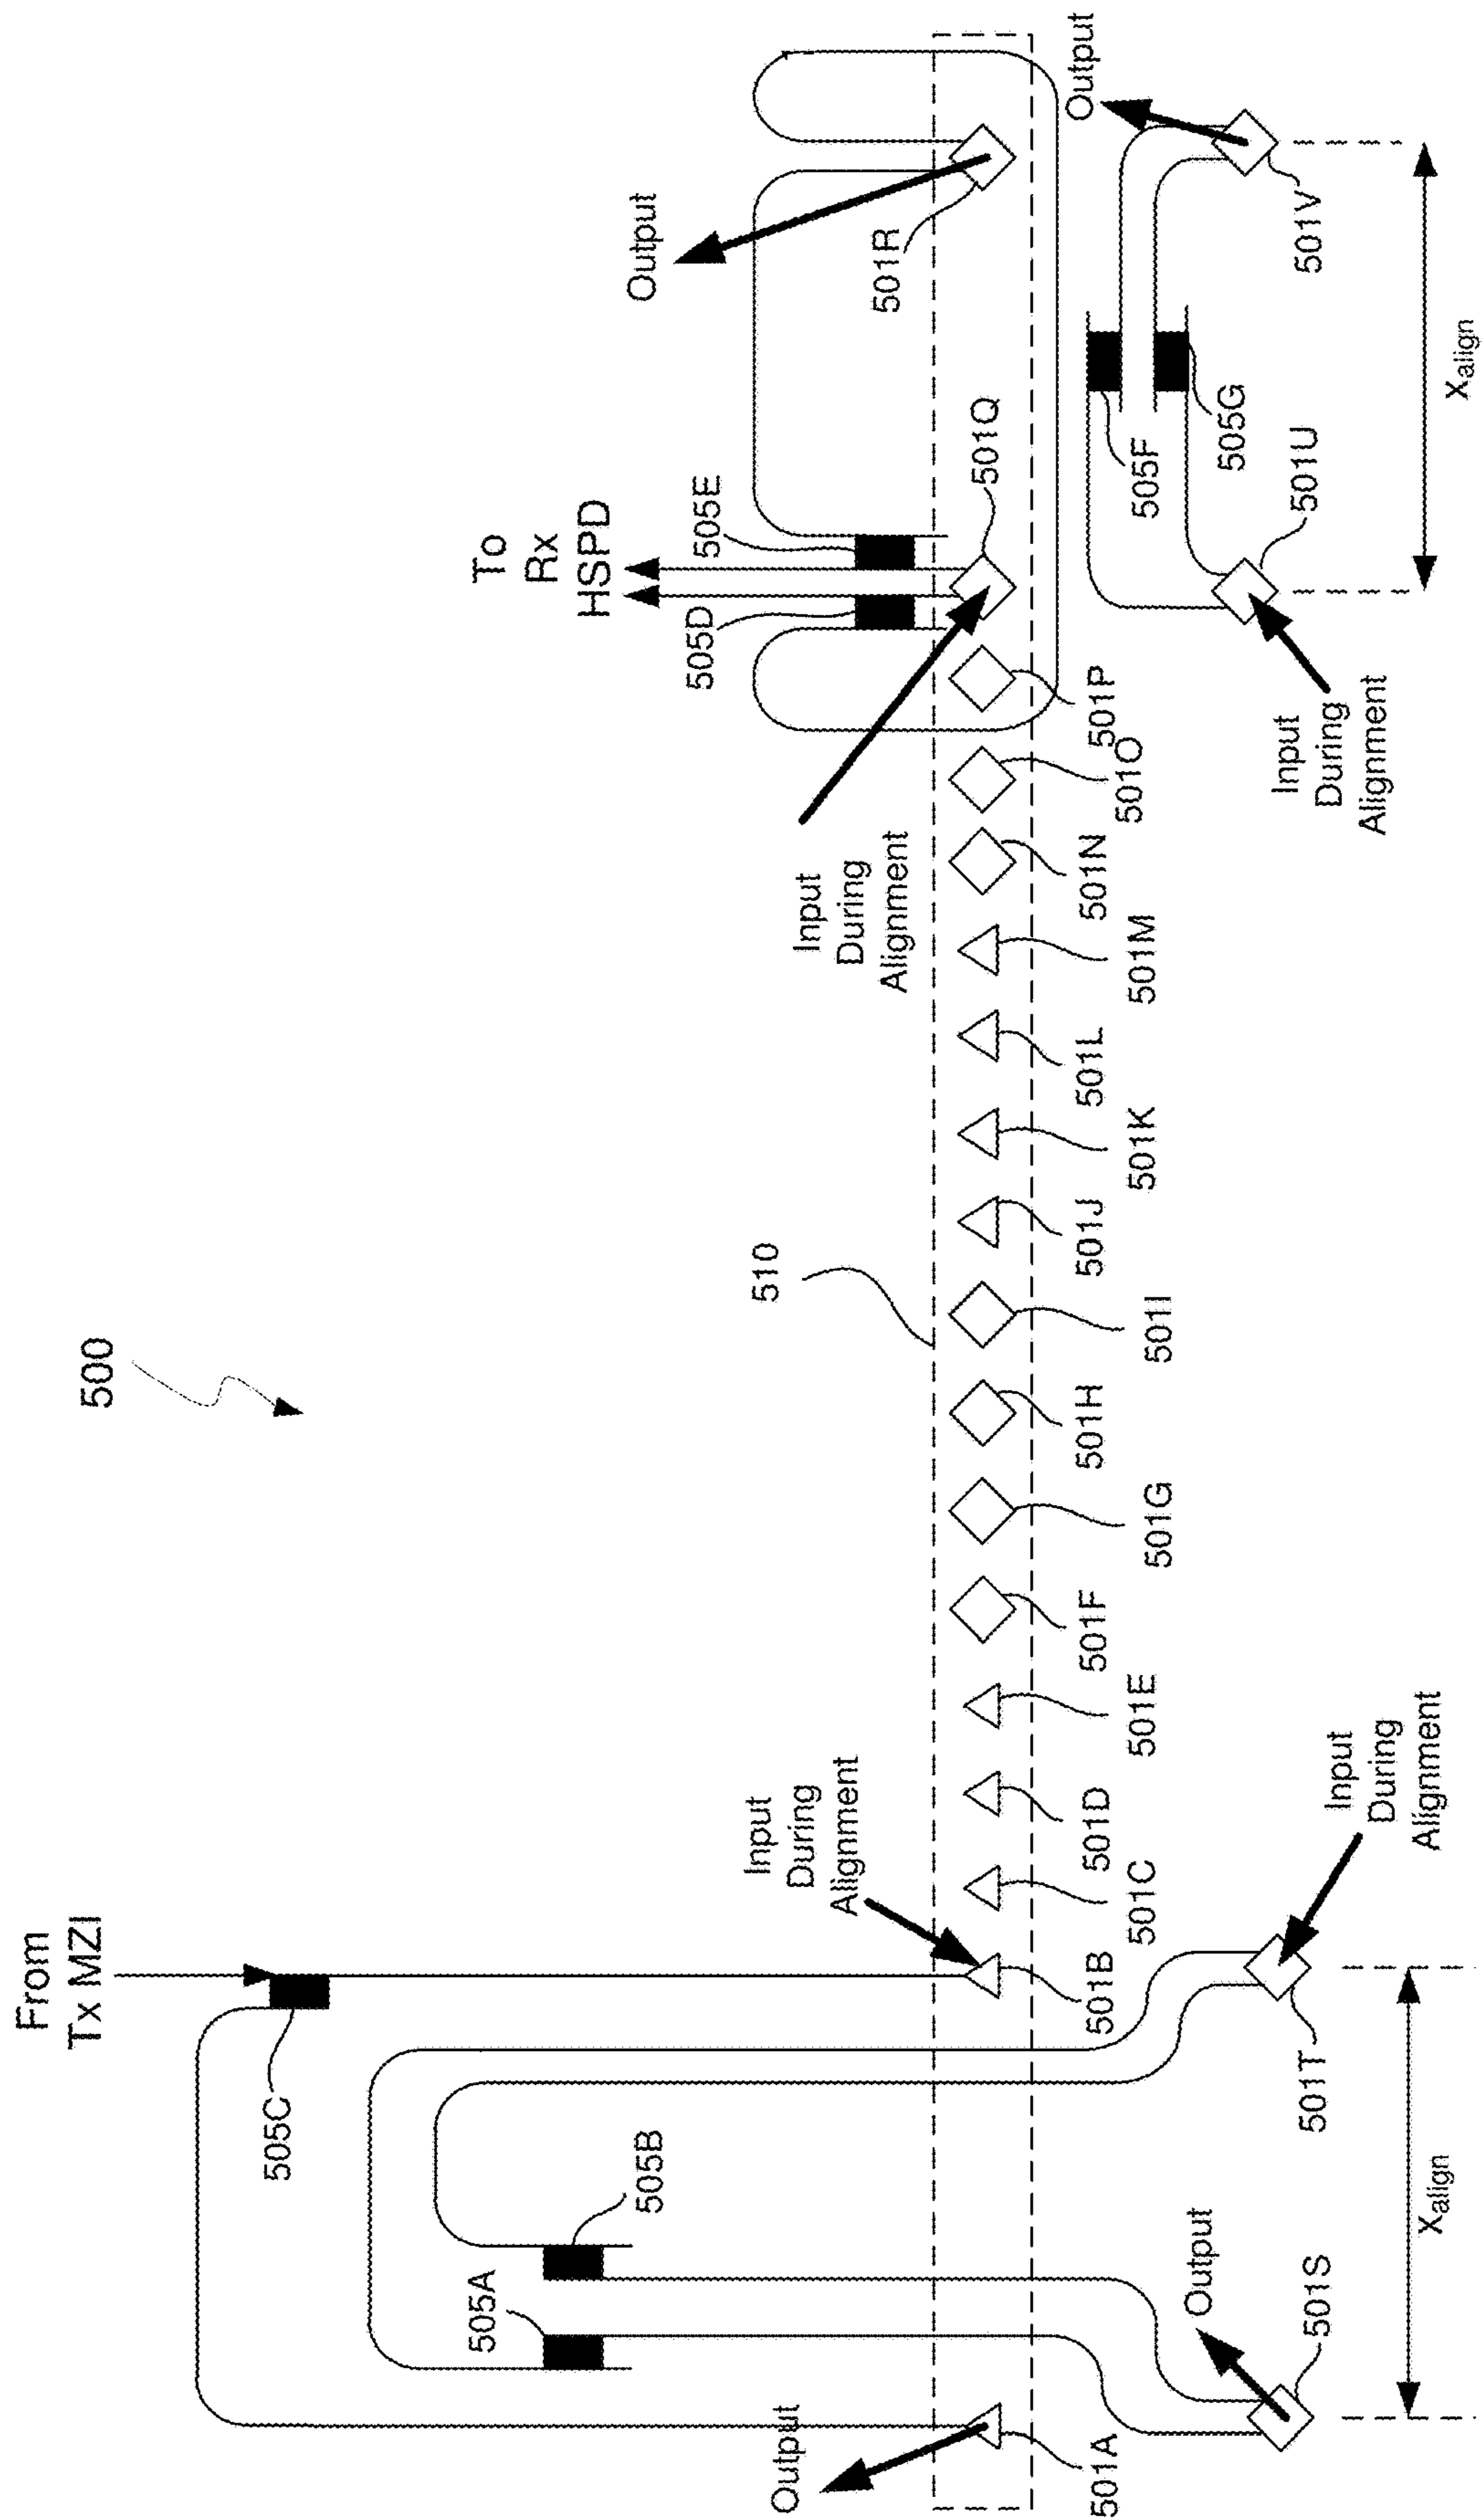 500
From
Tx MZI
505C
505A
505B
Output
501A
Output
501S
Xalign
501T
Input
During
Alignment
Input
During
Alignment
501B
501C
501D
501E
501F
501G
501H
501I
510
501J
501K
501L
501M
501N
501O
501P
Input
During
Alignment
To
Rx
HSPD
505D
505E
501Q
Output
501R
505F
505G
Input
During
Alignment
501U
Output
501V
Xalign